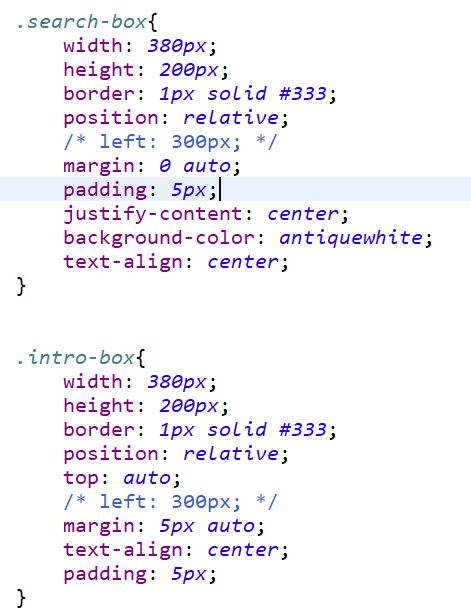 .search-box{
    width: 380px;
    height: 200px;
    border: 1px solid #333;
    position: relative;
    /* left: 300px; */
    margin: 0 auto;
    padding: 5px;
    justify-content: center;
    background-color: antiquewhite;
    text-align: center;
}
.intro-box{
    width: 380px;
    height: 200px;
    border: 1px solid #333;
    position: relative;
    top: auto;
    /* left: 300px; */
    margin: 5px auto;
    text-align: center;
    padding: 5px;
}